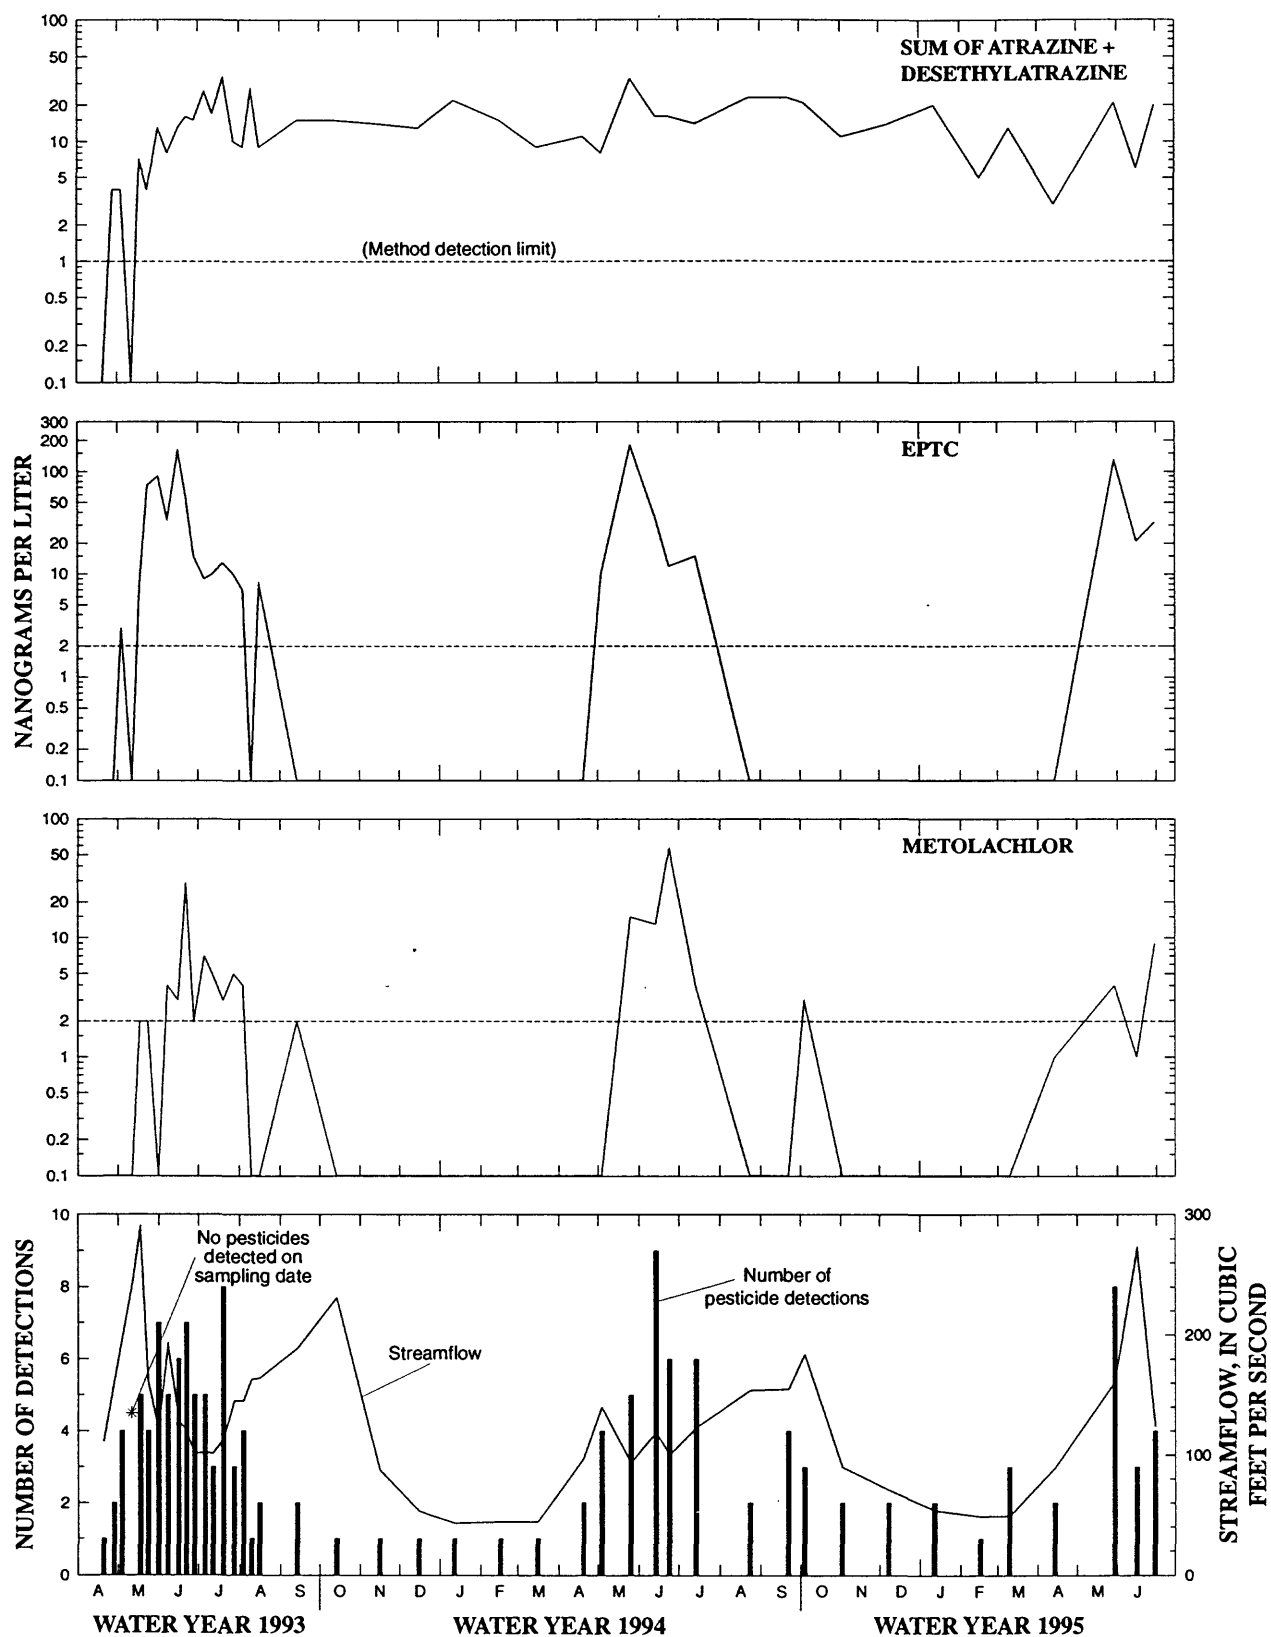 100
50
20
10
5
2
1
0.5
0.2
0.1
SUM OF ATRAZINE +
DESETHYLATRAZINE
(Method detection limit)
NANOGRAMS PER LITER
300
200
100
50
20
10
5
2
1
0.5
0.2
0.1
EPTC
100
50
20
10
5
2
1
0.5
0.2
0.1
METOLACHLOR
NUMBER OF DETECTIONS
10
8
6
4
2
0
No pesticides
detected on
sampling date
Streamflow
Number of
pesticide detections
300
200
100
0
STREAMFLOW, IN CUBIC
FEET PER SECOND
A M J J A S O N D J F M A M J J A S O N D J F M A M J
WATER YEAR 1993 WATER YEAR 1994 WATER YEAR 1995